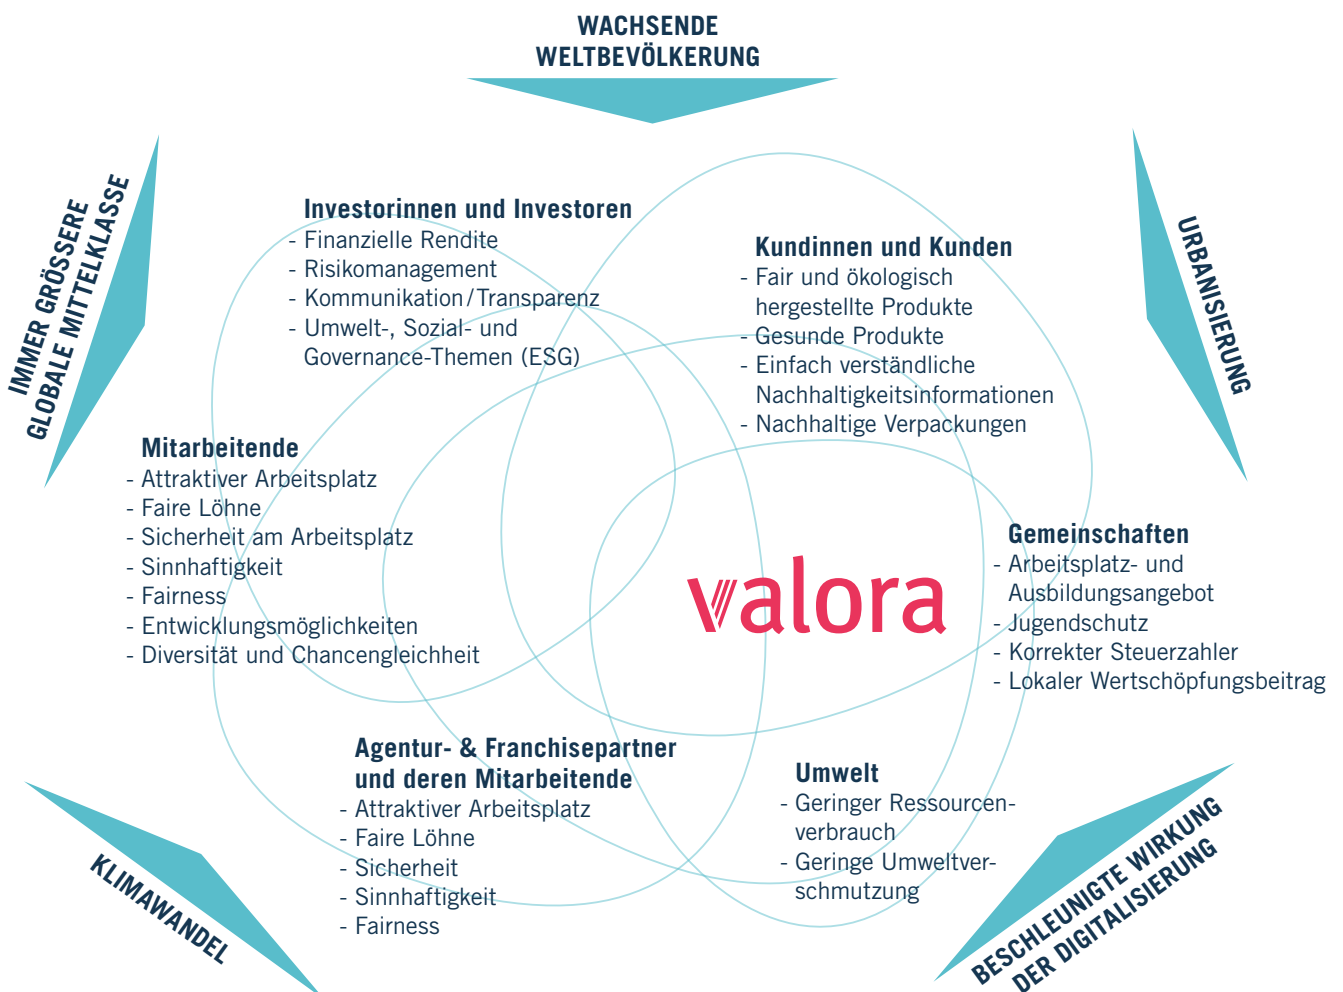 WACHSENDE
WELTBEVÖLKERUNG
IMMER GRÖSSERE
GLOBALE MITTELKLASSE
URBANISIERUNG
Investorinnen und Investoren
- Finanzielle Rendite
- Risikomanagement
- Kommunikation/Transparenz
- Umwelt-, Sozial- und
Governance-Themen (ESG)
Kundinnen und Kunden
- Fair und ökologisch
hergestellte Produkte
- Gesunde Produkte
- Einfach verständliche
Nachhaltigkeitsinformationen
- Nachhaltige Verpackungen
Mitarbeitende
- Attraktiver Arbeitsplatz
- Faire Löhne
- Sicherheit am Arbeitsplatz
- Sinnhaftigkeit
- Fairness
- Entwicklungsmöglichkeiten
- Diversität und Chancengleichheit
valora
Gemeinschaften
- Arbeitsplatz- und
Ausbildungsangebot
- Jugendschutz
- Korrekter Steuerzahler
- Lokaler Wertschöpfungsbeitrag
Agentur- & Franchisepartner
und deren Mitarbeitende
- Attraktiver Arbeitsplatz
- Faire Löhne
- Sicherheit
- Sinnhaftigkeit
- Fairness
Umwelt
- Geringer Ressourcen-
verbrauch
- Geringe Umweltver-
schmutzung
KLIMAWANDEL
BESCHLEUNIGTE WIRKUNG
DER DIGITALISIERUNG